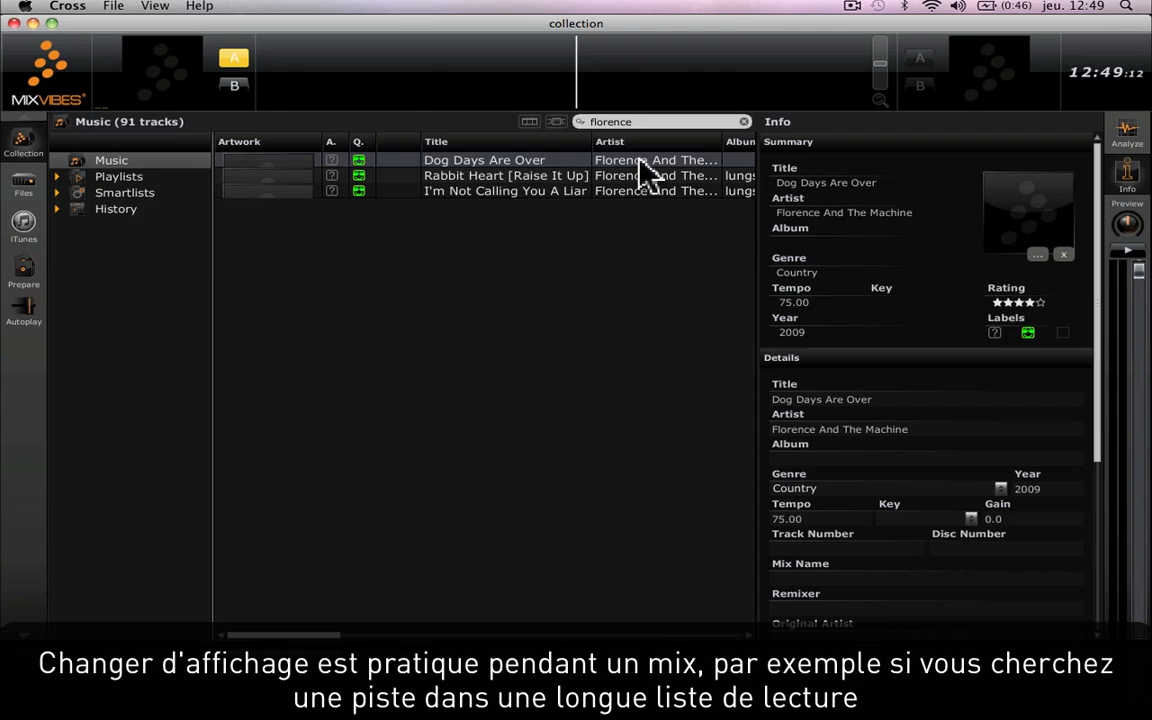 Cross File View Help (0:46) jeu. 12:49
collection
A
B
A
B
MIXVIBES
12:49:12
Music (91 tracks)
florence
Info
Artwork A. Q. Title Artist Albun
Summary
Collection
Files
iTunes
Prepare
Autoplay
Music
Playlists
Smartlists
History
? Dog Days Are Over Florence And The...
? Rabbit Heart [Raise It Up] Florence And The... lungs
? I'm Not Calling You A Liar Florence And The... lungs
Title
Dog Days Are Over
Artist
Florence And The Machine
Album
... x
Genre
Country
Tempo Key Rating
75.00
Year Labels
2009 ?
Details
Title
Dog Days Are Over
Artist
Florence And The Machine
Album
Genre Year
Country 2009
Tempo Key Gain
75.00 0.0
Track Number Disc Number
Mix Name
Remixer
Original Artist
Analyze
Info
Preview
Changer d'affichage est pratique pendant un mix, par exemple si vous cherchez
une piste dans une longue liste de lecture